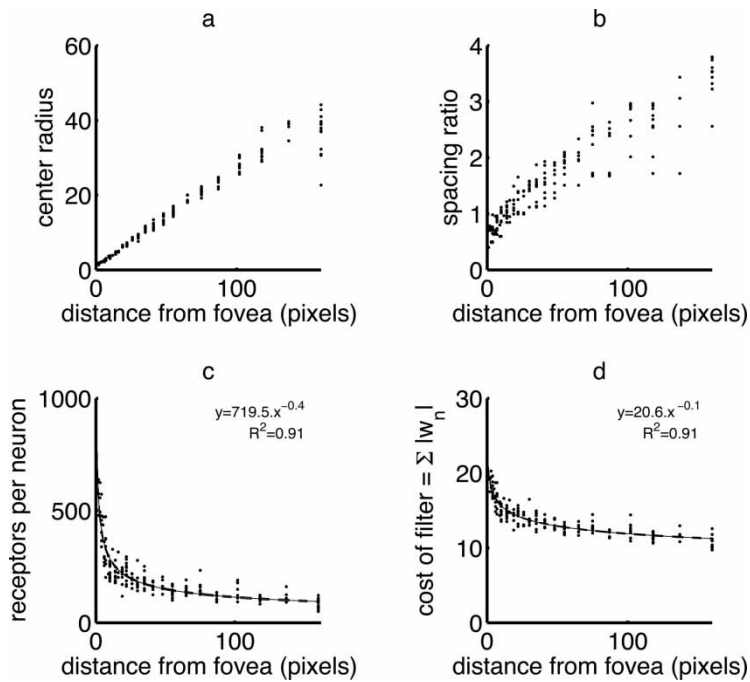 a
60
40
20
0
center radius
0
100
distance from fovea (pixels)
b
4
3
2
1
0
spacing ratio
0
100
distance from fovea (pixels)
c
1000
500
0
receptors per neuron
y=719.5.x^−0.4
R^2=0.91
0
100
distance from fovea (pixels)
d
30
20
10
0
cost of filter = Σ |w_n|
y=20.6.x^−0.1
R^2=0.91
0
100
distance from fovea (pixels)